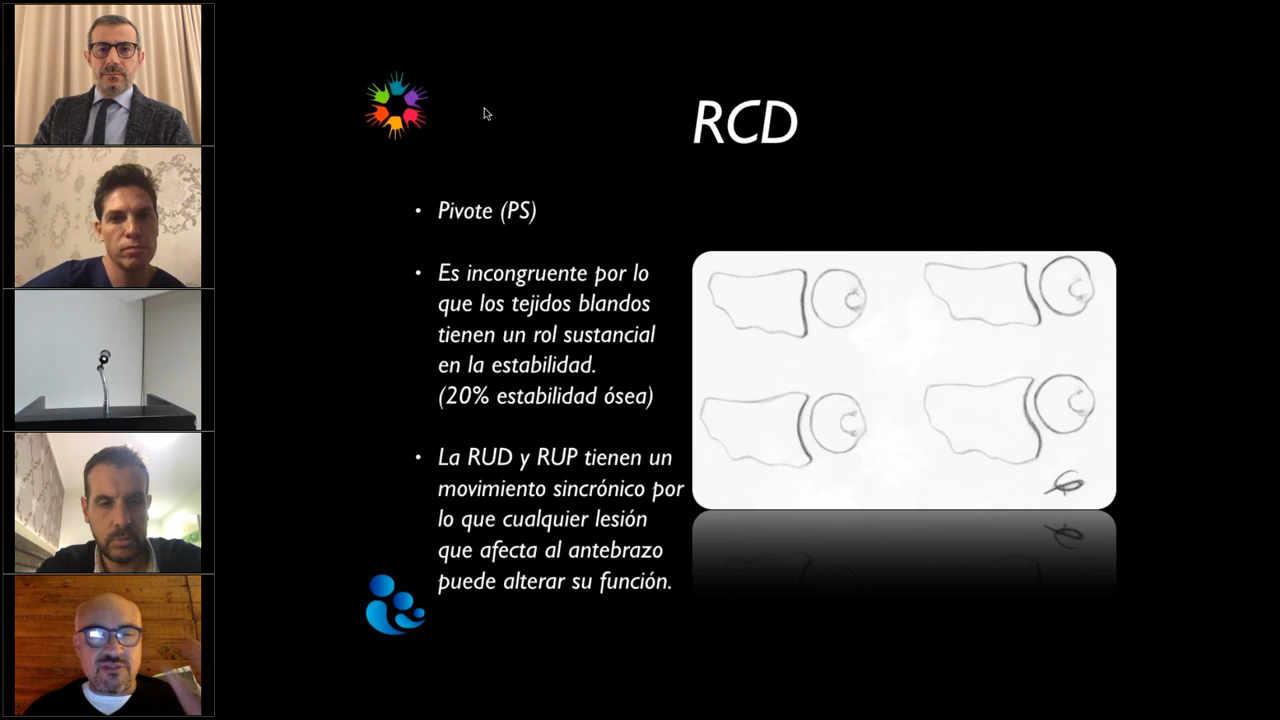 RCD
• Pivote (PS)
• Es incongruente por lo
que los tejidos blandos
tienen un rol sustancial
en la estabilidad.
(20% estabilidad ósea)
• La RUD y RUP tienen un
movimiento sincrónico por
lo que cualquier lesión
que afecta al antebrazo
puede alterar su función.